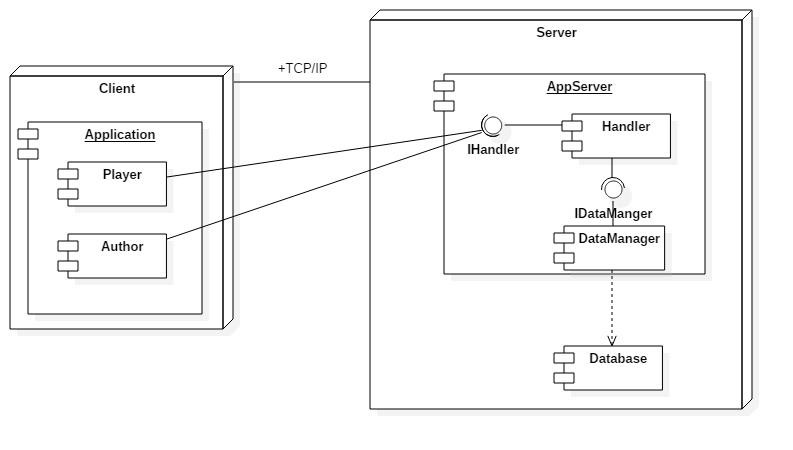 Server
+TCP/IP
Client
AppServer
Application
Handler
IHandler
Player
IDataManger
Author
DataManager
Database